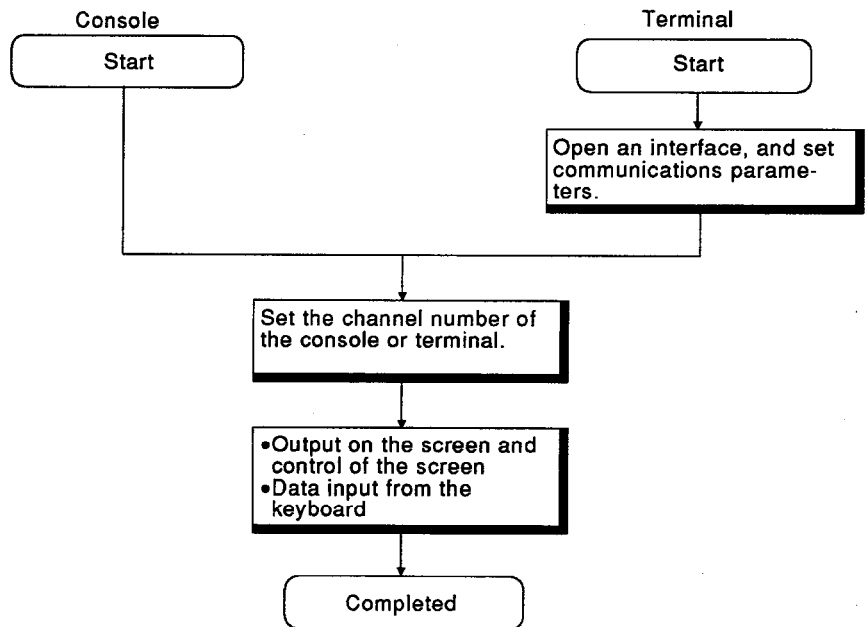 Console
Terminal
Start
Start
Open an interface, and set
communications parame-
ters.
Set the channel number of
the console or terminal.
•Output on the screen and
control of the screen
•Data input from the
keyboard
Completed